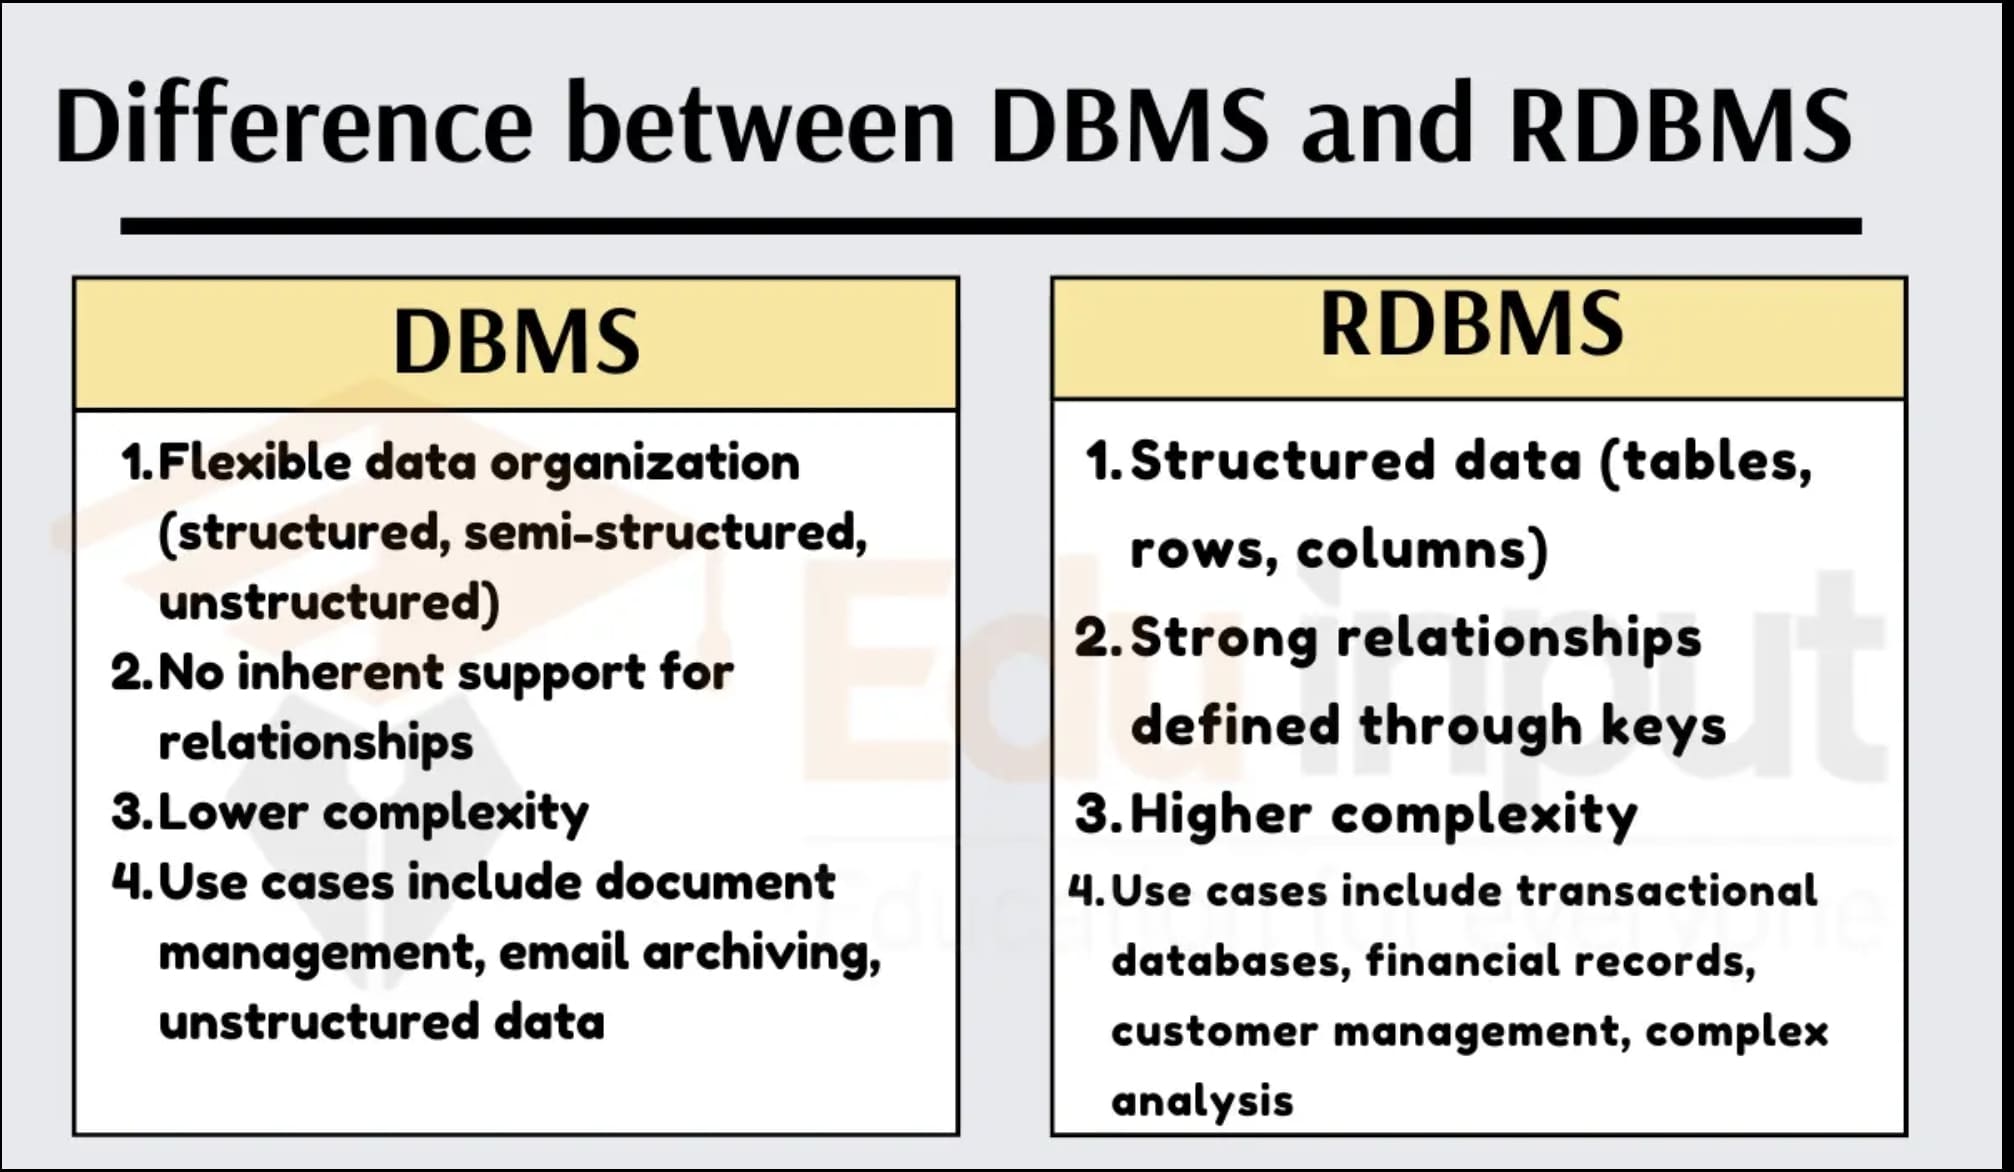 Difference between DBMS and RDBMS
DBMS
1. Flexible data organization
(structured, semi-structured,
unstructured)
2. No inherent support for
relationships
3. Lower complexity
4. Use cases include document
management, email archiving,
unstructured data
RDBMS
1. Structured data (tables,
rows, columns)
2. Strong relationships
defined through keys
3. Higher complexity
4. Use cases include transactional
databases, financial records,
customer management, complex
analysis
Edu input
Education for everyone